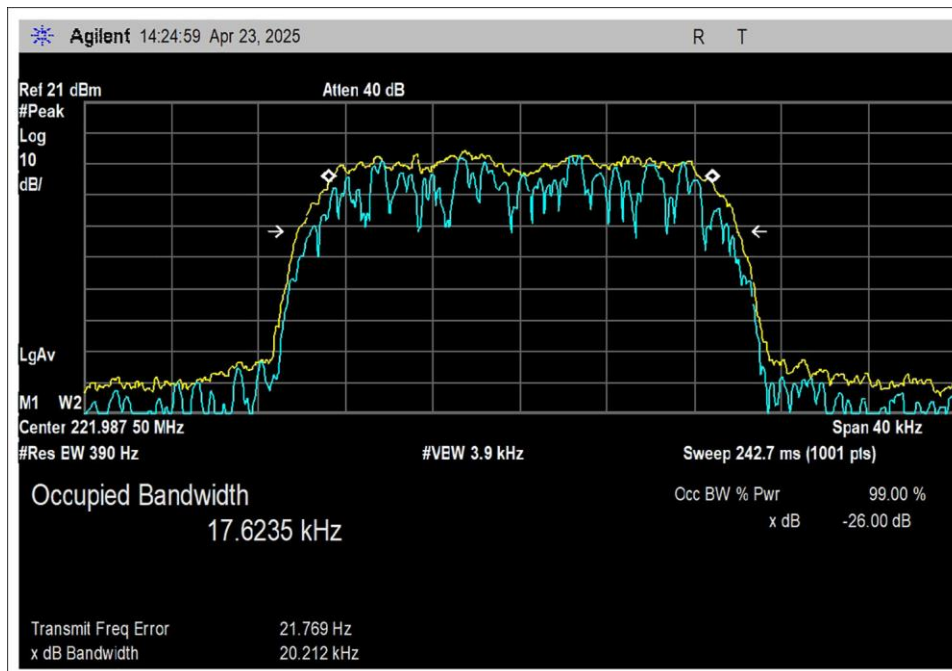 Agilent 14:24:59 Apr 23, 2025 R T
Ref 21 dBm Atten 40 dB
#Peak
Log
10
dB/
LgAv
M1 W2
Center 221.987 50 MHz Span 40 kHz
#Res BW 390 Hz #VBW 3.9 kHz Sweep 242.7 ms (1001 pts)
Occupied Bandwidth Occ BW % Pwr 99.00 %
17.6235 kHz x dB -26.00 dB
Transmit Freq Error 21.769 Hz
x dB Bandwidth 20.212 kHz